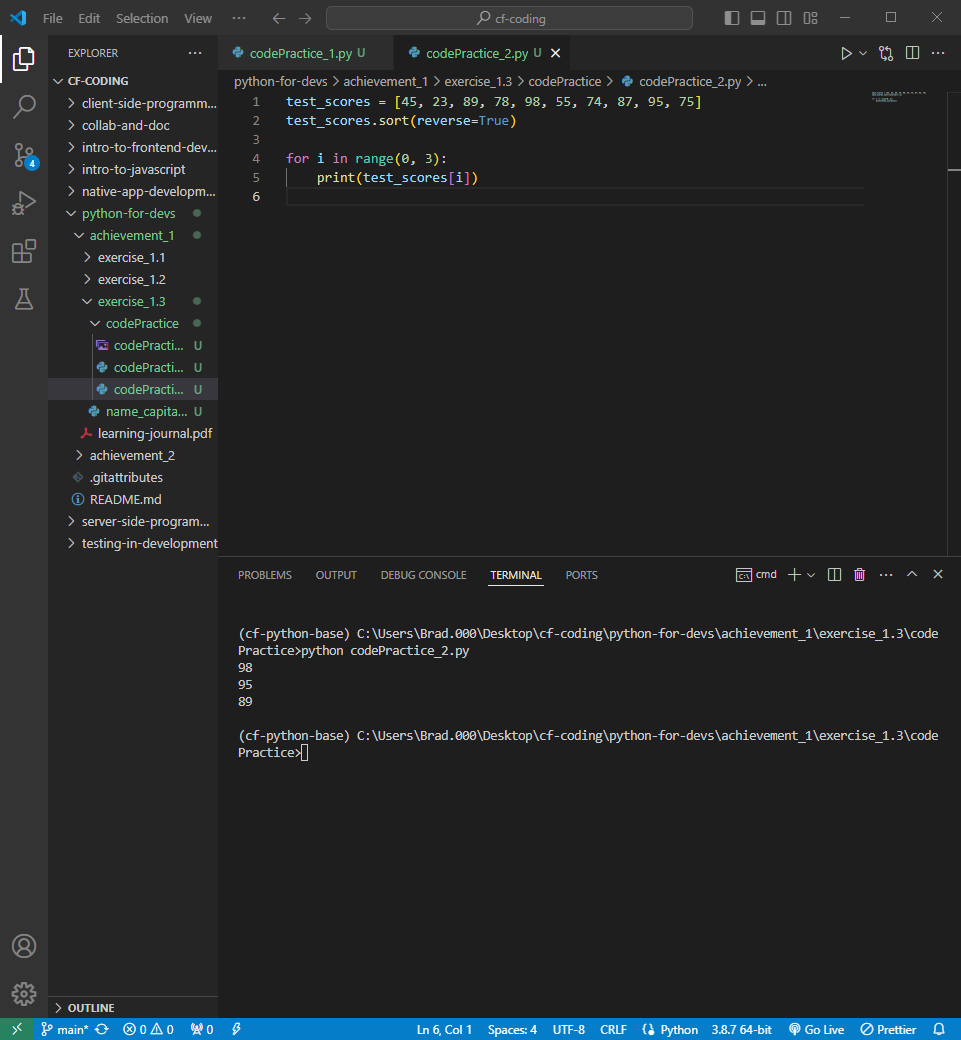 File Edit Selection View ··· cf-coding
EXPLORER ···
CF-CODING
client-side-programm...
collab-and-doc
intro-to-frontend-dev...
intro-to-javascript
native-app-developm...
python-for-devs
achievement_1
exercise_1.1
exercise_1.2
exercise_1.3
codePractice
codePracti... U
codePracti... U
codePracti... U
name_capita... U
learning-journal.pdf
achievement_2
.gitattributes
README.md
server-side-program...
testing-in-development
OUTLINE
4
codePractice_1.py U codePractice_2.py U
python-for-devs > achievement_1 > exercise_1.3 > codePractice > codePractice_2.py > ...
1 test_scores = [45, 23, 89, 78, 98, 55, 74, 87, 95, 75]
2 test_scores.sort(reverse=True)
3
4 for i in range(0, 3):
5 print(test_scores[i])
6
PROBLEMS OUTPUT DEBUG CONSOLE TERMINAL PORTS cmd
(cf-python-base) C:\Users\Brad.000\Desktop\cf-coding\python-for-devs\achievement_1\exercise_1.3\code
Practice>python codePractice_2.py
98
95
89
(cf-python-base) C:\Users\Brad.000\Desktop\cf-coding\python-for-devs\achievement_1\exercise_1.3\code
Practice>
main* 0 0 0 Ln 6, Col 1 Spaces: 4 UTF-8 CRLF Python 3.8.7 64-bit Go Live Prettier